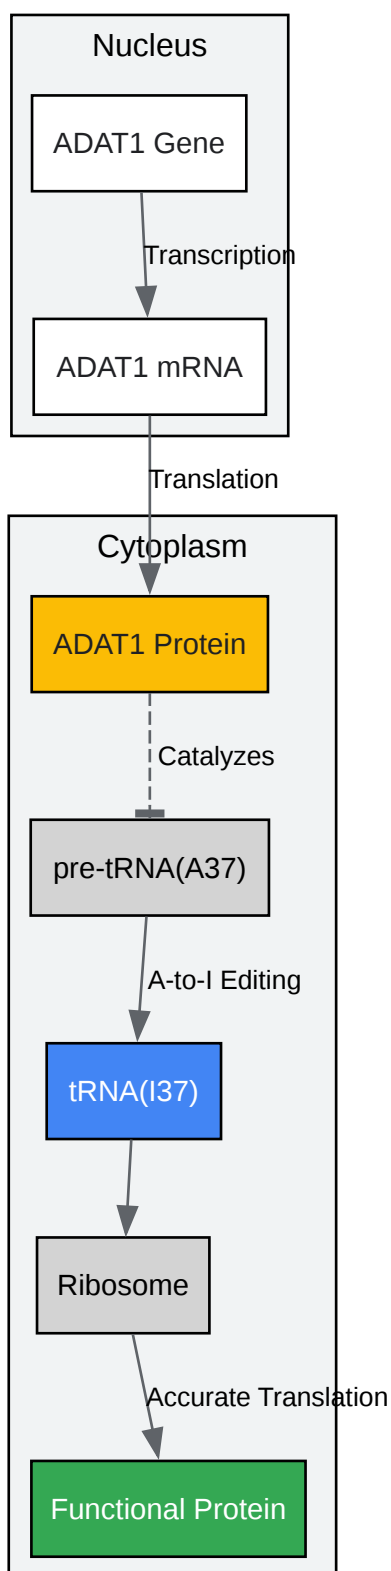 Nucleus
ADAT1 Gene
Transcription
ADAT1 mRNA
Translation
Cytoplasm
ADAT1 Protein
Catalyzes
pre-tRNA(A37)
A-to-I Editing
tRNA(I37)
Ribosome
Accurate Translation
Functional Protein